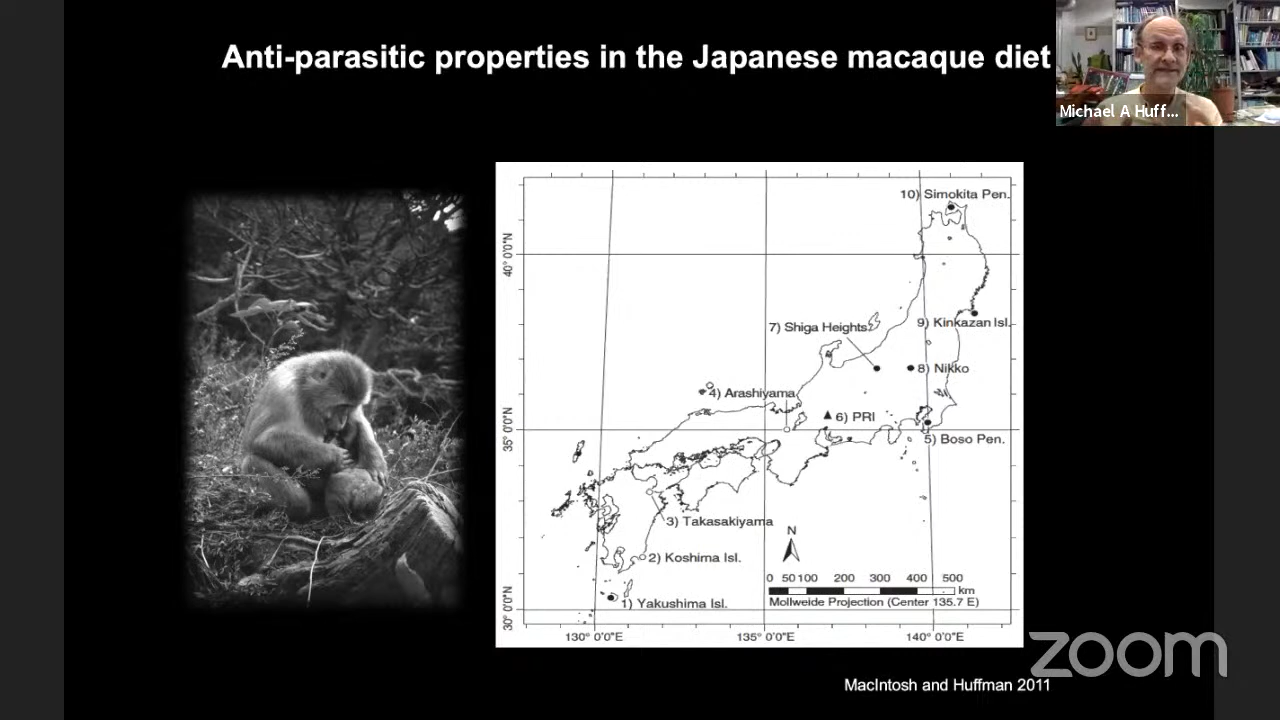 Anti-parasitic properties in the Japanese macaque diet
Michael A Huff...
10) Simokita Pen.
40° 0'0"N
7) Shiga Heights
9) Kinkazan Isl.
8) Nikko
4) Arashiyama
6) PRI
35° 0'0"N
5) Boso Pen.
3) Takasakiyama
N
2) Koshima Isl.
0 50 100 200 300 400 500
km
1) Yakushima Isl.
Mollweide Projection (Center 135.7 E)
30° 0'0"N
130° 0'0"E
135° 0'0"E
140° 0'0"E
zoom
MacIntosh and Huffman 2011